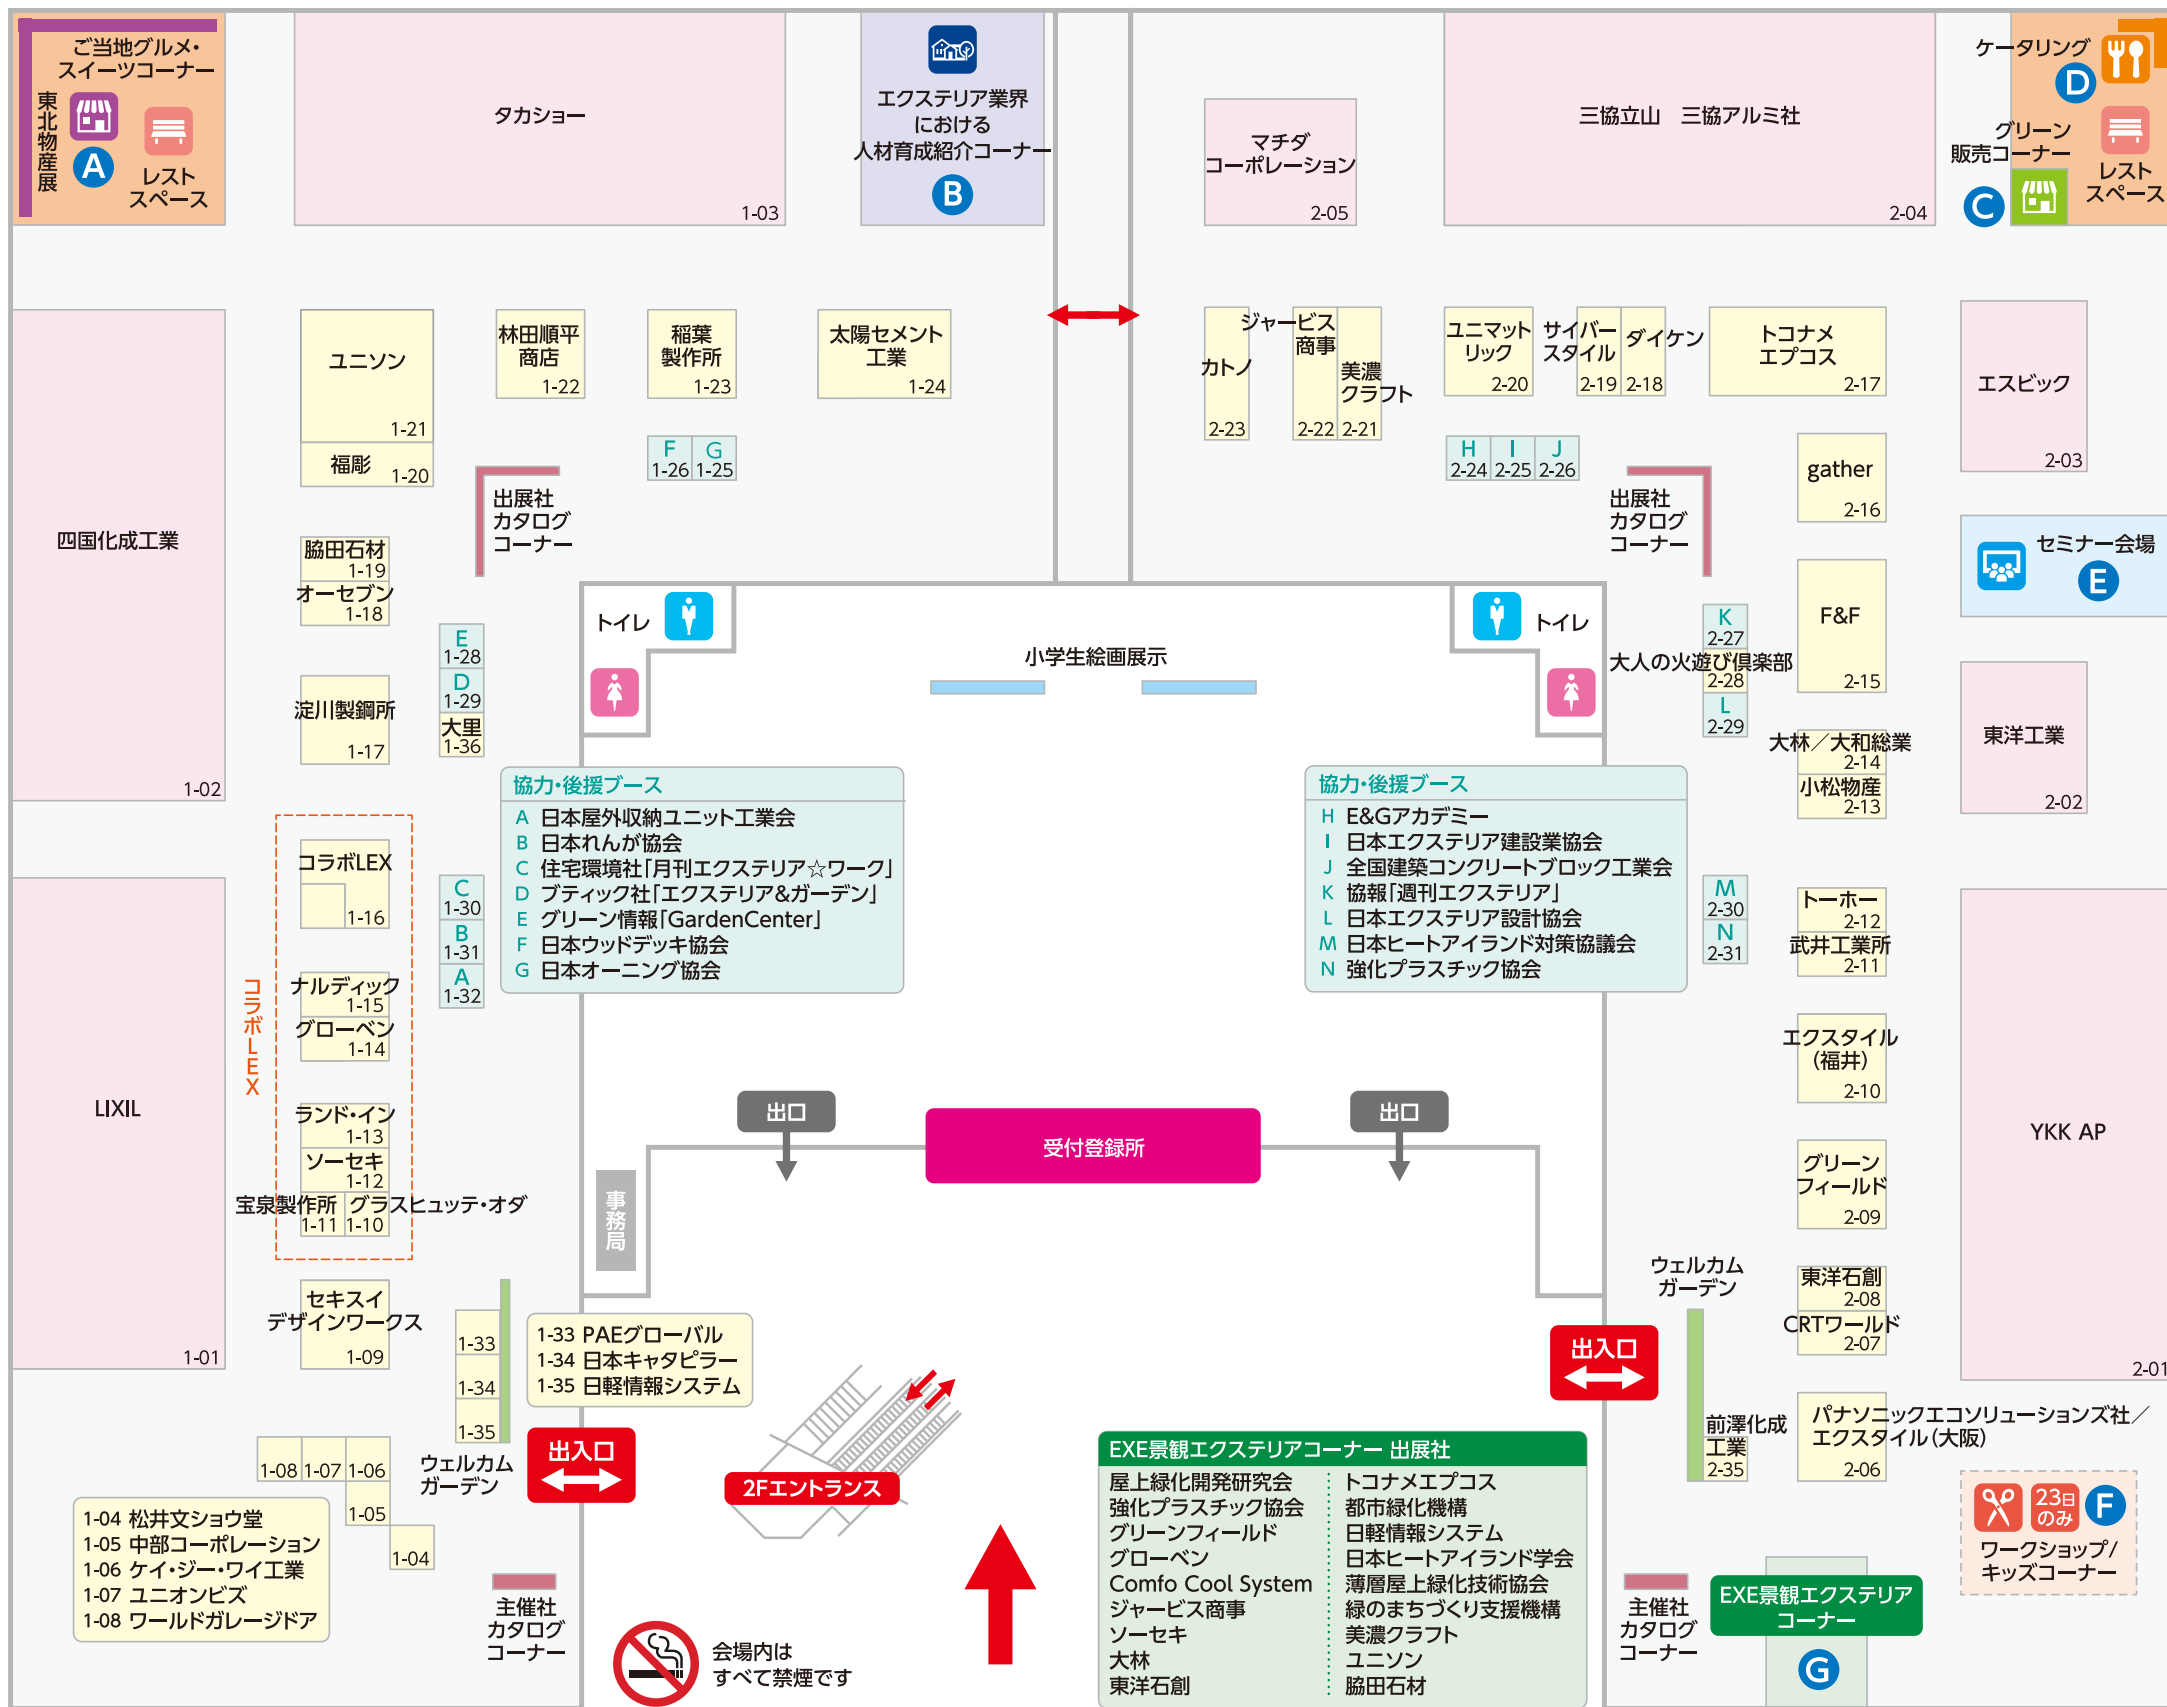 ご当地グルメ・
スイーツコーナー
東北物産展
A
レスト
スペース
タカショー
1-03
エクステリア業界
における
人材育成紹介コーナー
B
マチダ
コーポレーション
2-05
三協立山　三協アルミ社
2-04
ケータリング
D
グリーン
販売コーナー
C
レスト
スペース
四国化成工業
1-02
ユニソン
1-21
福彫
1-20
林田順平
商店
1-22
稲葉
製作所
1-23
太陽セメント
工業
1-24
F
1-26
G
1-25
出展社
カタログ
コーナー
脇田石材
1-19
オーセブン
1-18
淀川製鋼所
1-17
E
1-28
D
1-29
大里
1-36
カトノ
2-23
ジャービス
商事
2-22
美濃
クラフト
2-21
ユニマット
リック
2-20
サイバー
スタイル
2-19
ダイケン
2-18
トコナメ
エプコス
2-17
エスビック
2-03
H
2-24
I
2-25
J
2-26
出展社
カタログ
コーナー
gather
2-16
セミナー会場
E
F&F
2-15
K
2-27
大人の火遊び倶楽部
2-28
L
2-29
東洋工業
2-02
大林／大和総業
2-14
小松物産
2-13
トイレ
トイレ
小学生絵画展示
協力・後援ブース
A 日本屋外収納ユニット工業会
B 日本れんが協会
C 住宅環境社「月刊エクステリア☆ワーク」
D ブティック社「エクステリア&ガーデン」
E グリーン情報「GardenCenter」
F 日本ウッドデッキ協会
G 日本オーニング協会
協力・後援ブース
H E&Gアカデミー
I 日本エクステリア建設業協会
J 全国建築コンクリートブロック工業会
K 協報「週刊エクステリア」
L 日本エクステリア設計協会
M 日本ヒートアイランド対策協議会
N 強化プラスチック協会
LIXIL
1-01
コラボLEX
コラボLEX
1-16
ナルディック
1-15
グローベン
1-14
ランド・イン
1-13
ソーセキ
1-12
宝泉製作所
1-11
グラスヒュッテ・オダ
1-10
C
1-30
B
1-31
A
1-32
セキスイ
デザインワークス
1-09
M
2-30
N
2-31
トーホー
2-12
武井工業所
2-11
エクスタイル
（福井）
2-10
グリーン
フィールド
2-09
東洋石創
2-08
CRTワールド
2-07
YKK AP
2-01
出口
受付登録所
出口
事務局
1-33
1-34
1-35
1-33 PAEグローバル
1-34 日本キャタピラー
1-35 日軽情報システム
ウェルカム
ガーデン
出入口
1-08
1-07
1-06
1-05
1-04
1-04 松井文ショウ堂
1-05 中部コーポレーション
1-06 ケイ・ジー・ワイ工業
1-07 ユニオンビズ
1-08 ワールドガレージドア
主催社
カタログ
コーナー
2Fエントランス
会場内は
すべて禁煙です
ウェルカム
ガーデン
出入口
前澤化成
工業
2-35
パナソニックエコソリューションズ社／
エクスタイル（大阪）
2-06
EXE景観エクステリアコーナー 出展社
屋上緑化開発研究会
強化プラスチック協会
グリーンフィールド
グローベン
Comfo Cool System
ジャービス商事
ソーセキ
大林
東洋石創
トコナメエプコス
都市緑化機構
日軽情報システム
日本ヒートアイランド学会
薄層屋上緑化技術協会
緑のまちづくり支援機構
美濃クラフト
ユニソン
脇田石材
主催社
カタログ
コーナー
EXE景観エクステリア
コーナー
G
23日
のみ
F
ワークショップ/
キッズコーナー